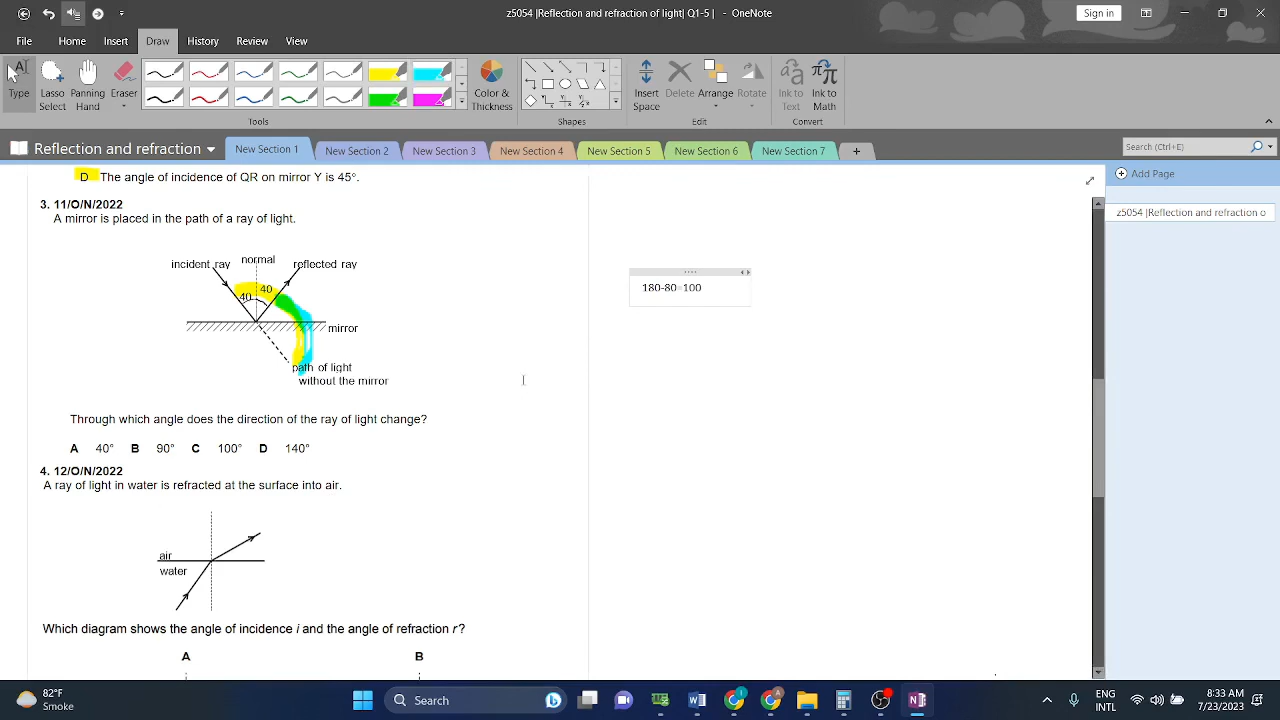 z5054 |Reflection and refraction of light| Q1-5 | - OneNote
Sign in
File Home Insert Draw History Review View
Type
Lasso Select
Panning Hand
Eraser
Color & Thickness
Insert Space
Delete
Arrange
Rotate
Ink to Text
Ink to Math
Tools
Shapes
Edit
Convert
Reflection and refraction
New Section 1
New Section 2
New Section 3
New Section 4
New Section 5
New Section 6
New Section 7
+
Search (Ctrl+E)
Add Page
z5054 |Reflection and refraction o
D The angle of incidence of QR on mirror Y is 45°.
3. 11/O/N/2022
A mirror is placed in the path of a ray of light.
incident ray
normal
reflected ray
40
40
mirror
path of light
without the mirror
180-80=100
Through which angle does the direction of the ray of light change?
A 40° B 90° C 100° D 140°
4. 12/O/N/2022
A ray of light in water is refracted at the surface into air.
air
water
Which diagram shows the angle of incidence i and the angle of refraction r?
A B
82°F
Smoke
Search
ENG
INTL
8:33 AM
7/23/2023